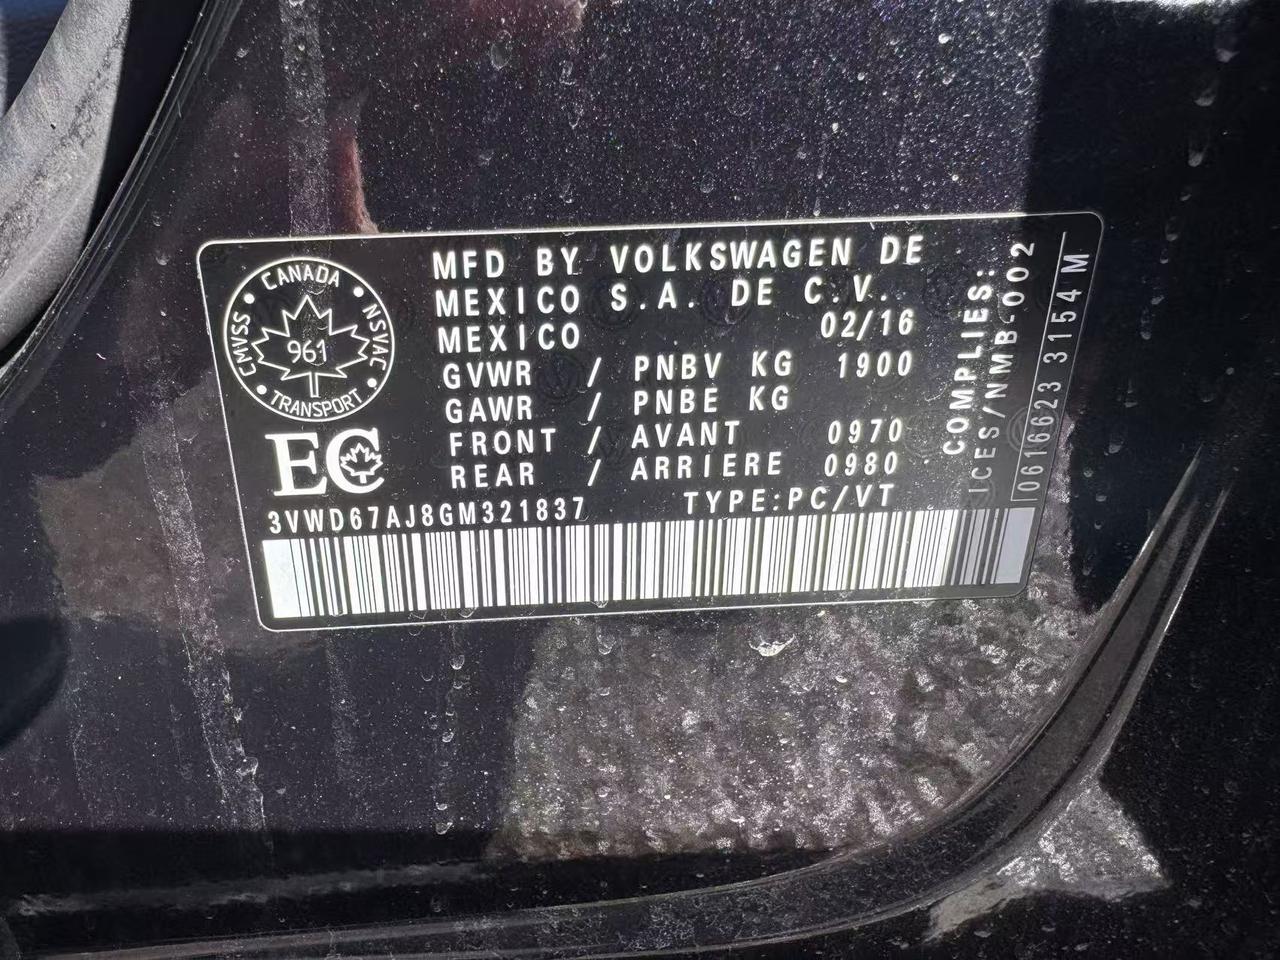 CANADA
CMVSS • NSVAC
961
TRANSPORT
EC
MFD BY VOLKSWAGEN DE
MEXICO S.A. DE C.V.
MEXICO 02/16
GVWR / PNBV KG 1900
GAWR / PNBE KG
FRONT / AVANT 0970
REAR / ARRIERE 0980
3VWD67AJ8GM321837 TYPE:PC/VT
COMPLIES:
ICES/NMB-002
061623 3154 M